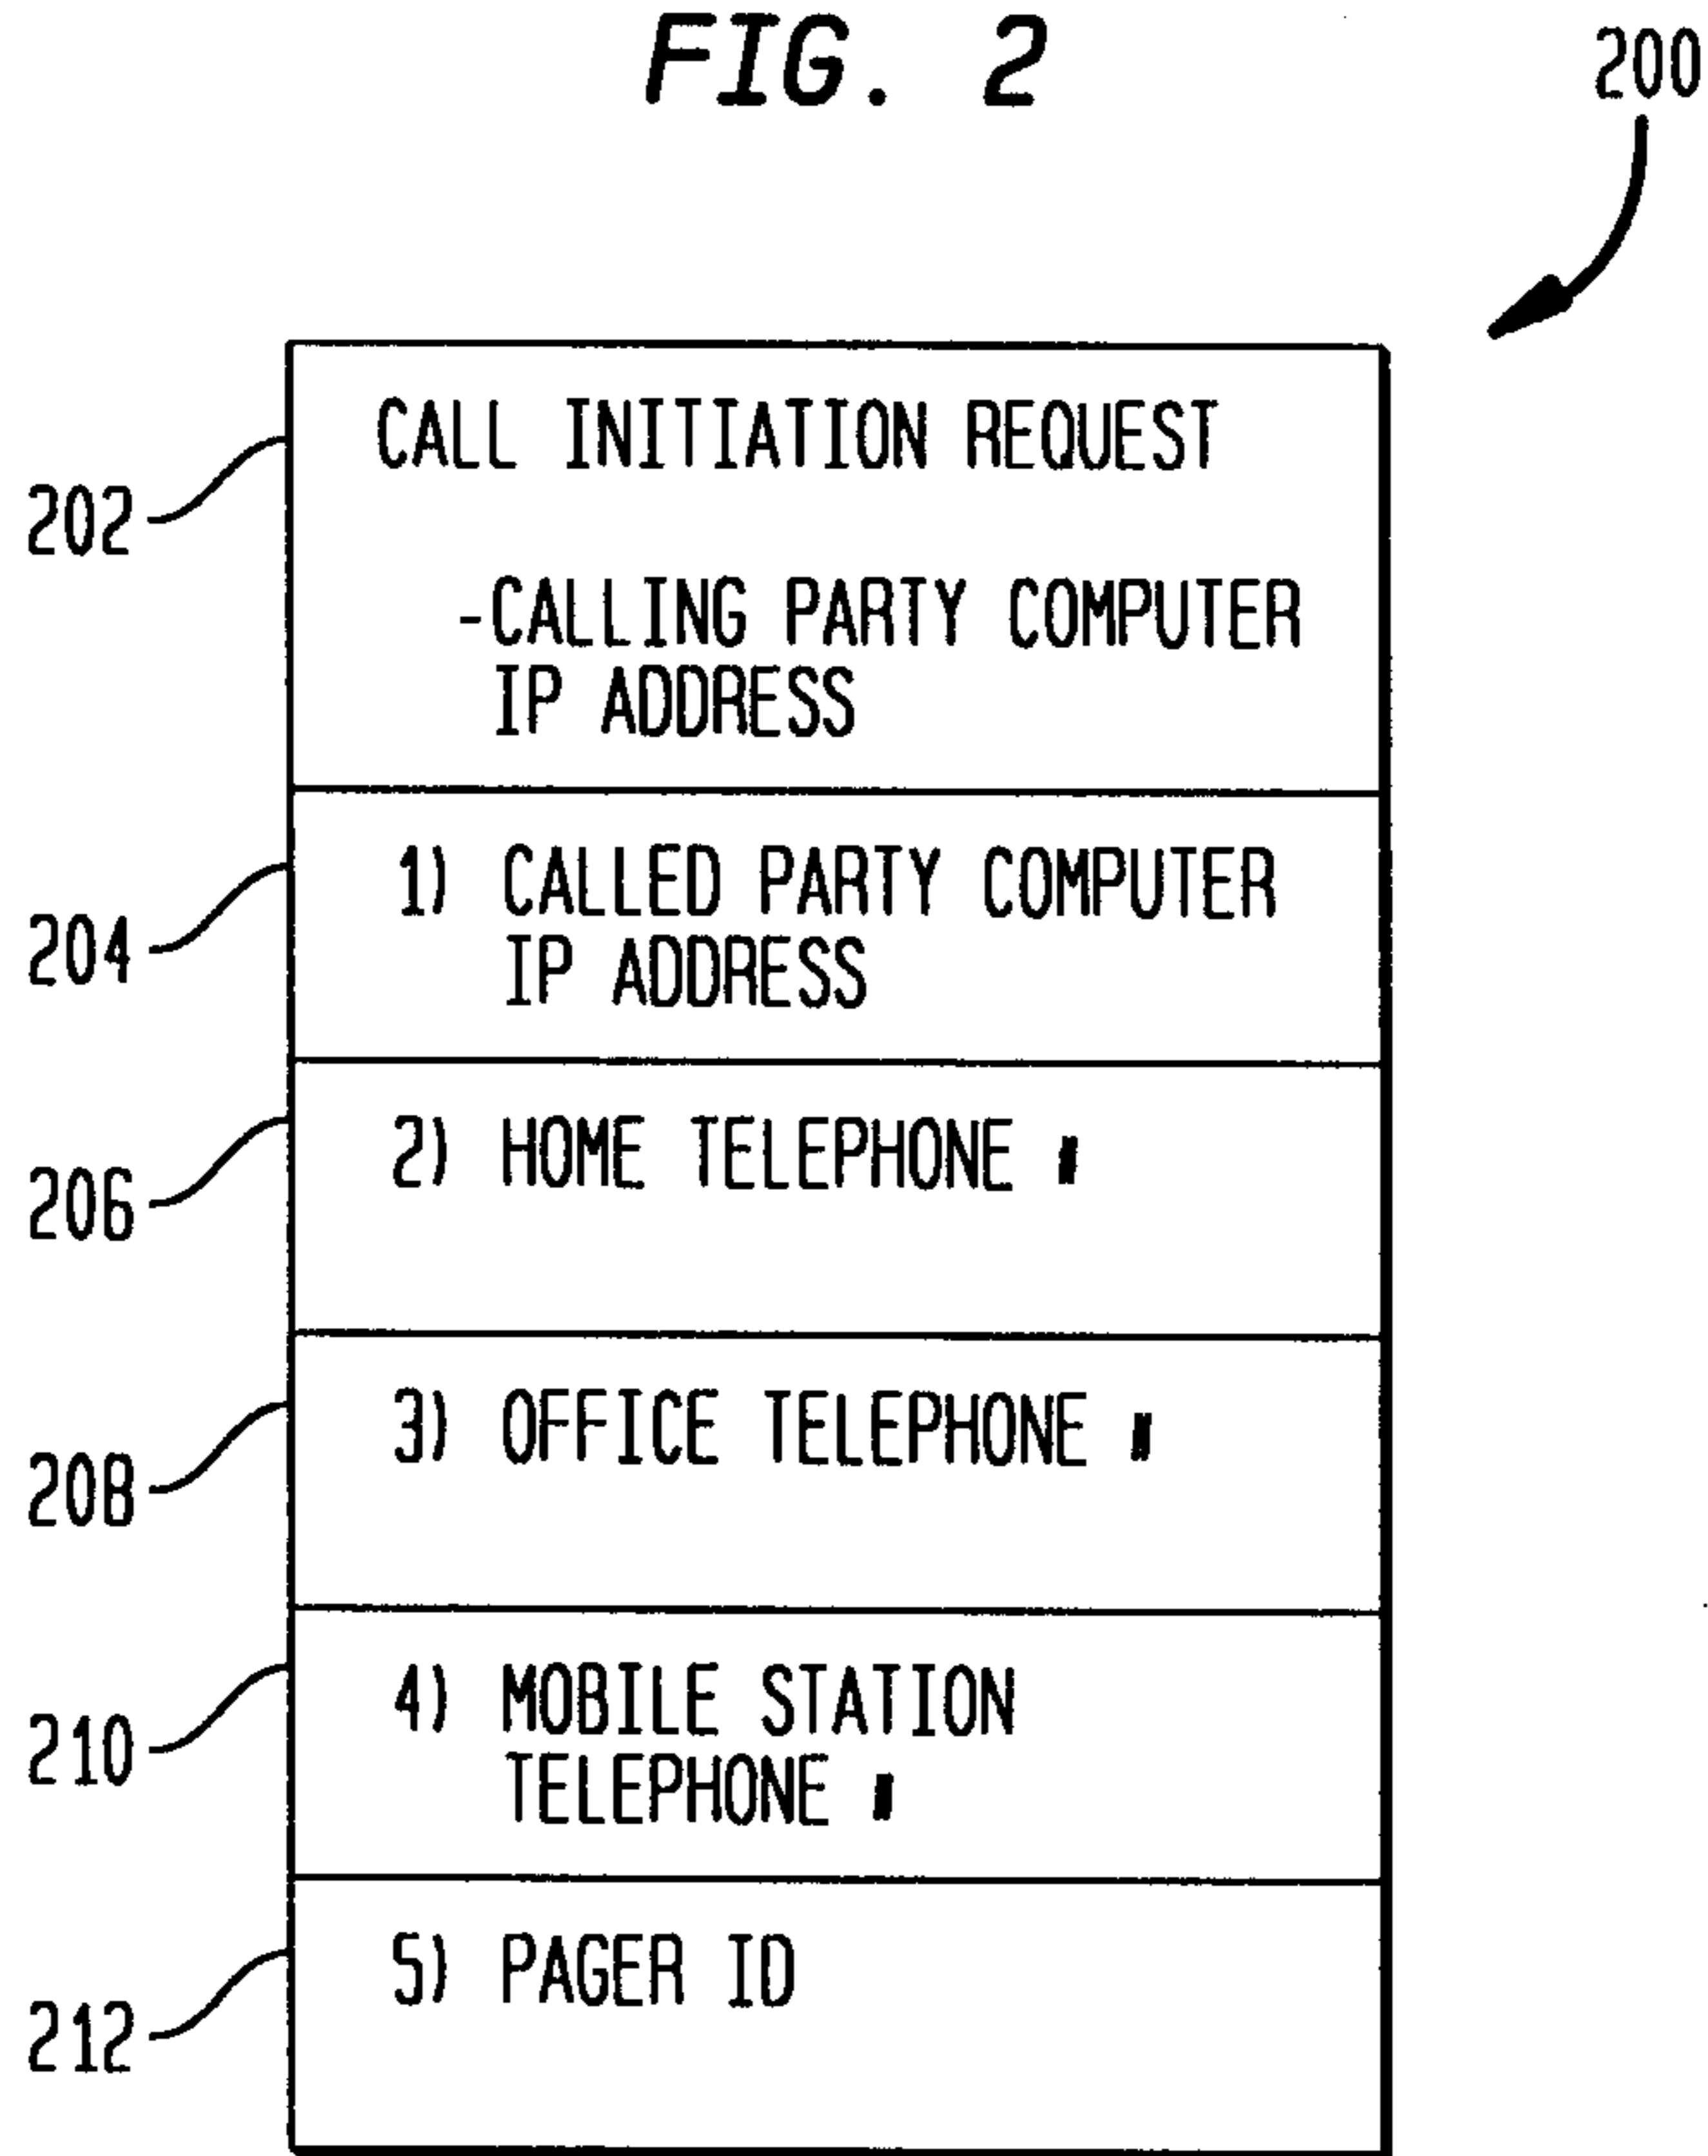 FIG. 2
200
CALL INITIATION REQUEST
202
-CALLING PARTY COMPUTER
IP ADDRESS
1) CALLED PARTY COMPUTER
204
IP ADDRESS
2) HOME TELEPHONE #
206
3) OFFICE TELEPHONE #
208
4) MOBILE STATION
210
TELEPHONE #
5) PAGER ID
212